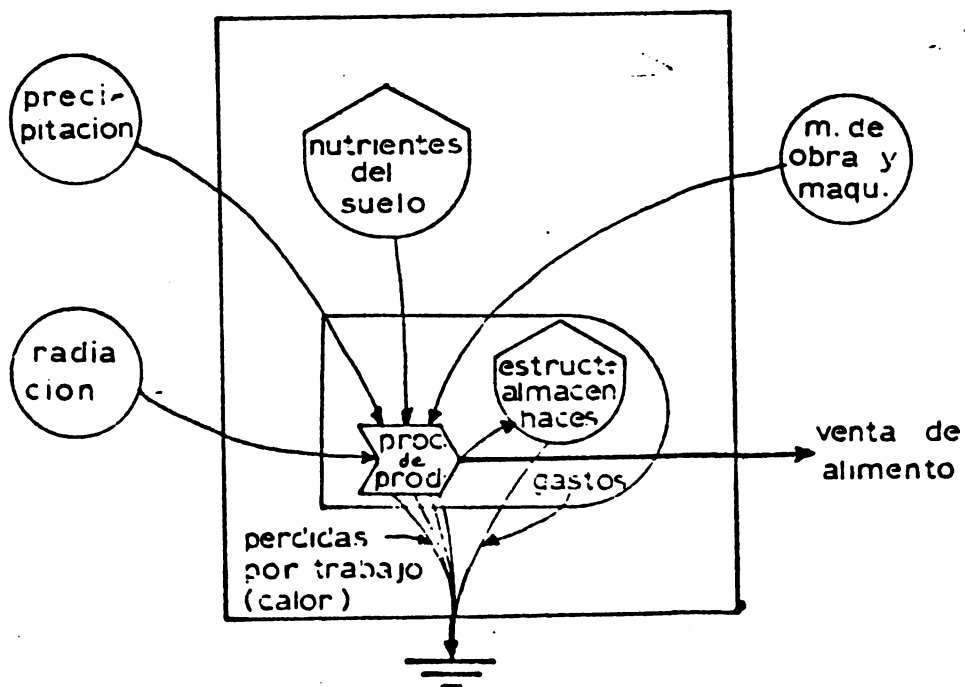 preci-
pitacion
nutrientes
del
suelo
m. de
obra y
maqu.
radia
cion
estruct.
almacen
haces
proc.
de
prod.
gastos
venta de
alimento
perdidas
por trabajo
(calor)